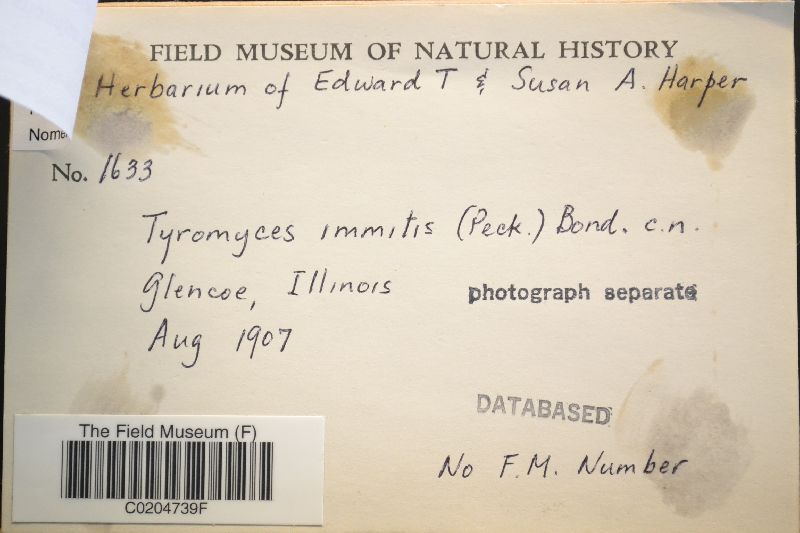 FIELD MUSEUM OF NATURAL HISTORY
Herbarium of Edward T & Susan A. Harper
Nome
No. 1633
Tyromyces immitis (Peck.) Bond. c.n.
Glencoe, Illinois
photograph separate
Aug 1907
DATABASED
The Field Museum (F)
C0204739F
No F.M. Number